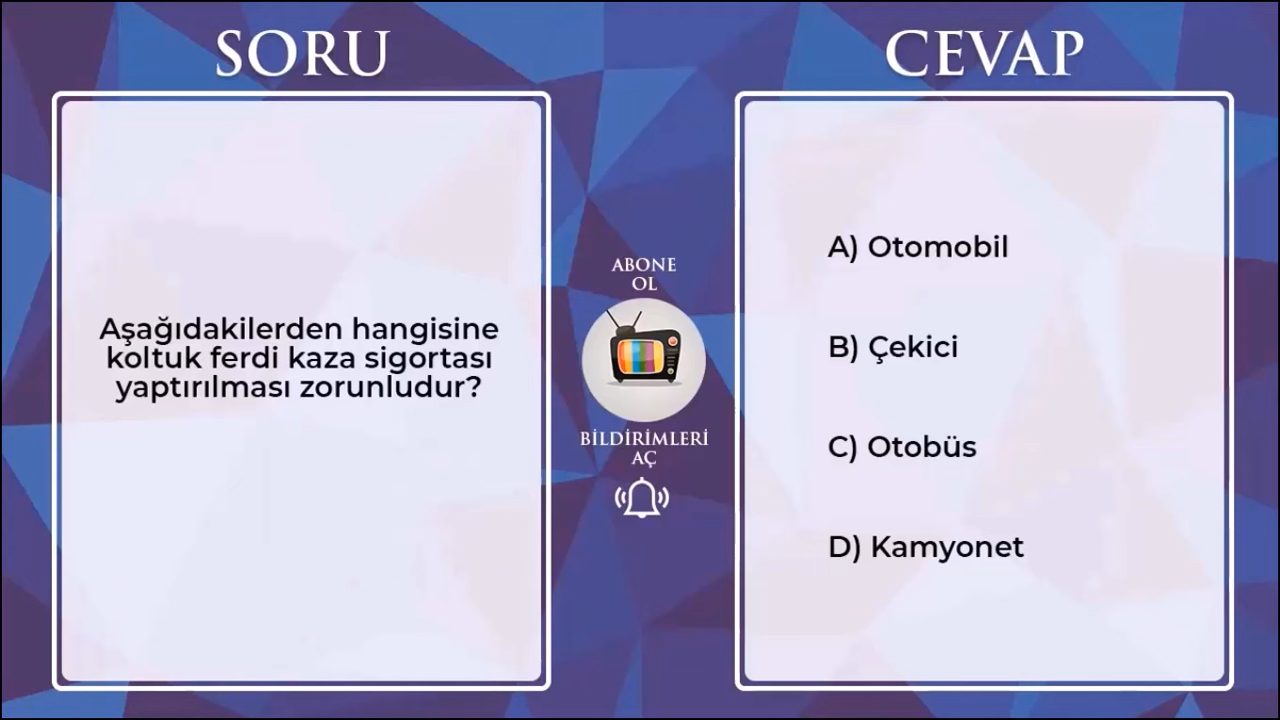 SORU
Aşağıdakilerden hangisine
koltuk ferdi kaza sigortası
yaptırılması zorunludur?
ABONE
OL
BİLDİRİMLERİ
AÇ
CEVAP
A) Otomobil
B) Çekici
C) Otobüs
D) Kamyonet